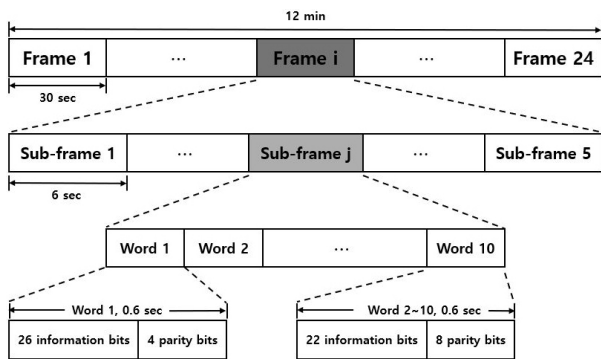 12 min
Frame 1 ... Frame i ... Frame 24
30 sec
Sub-frame 1 ... Sub-frame j ... Sub-frame 5
6 sec
Word 1 Word 2 ... Word 10
Word 1, 0.6 sec Word 2~10, 0.6 sec
26 information bits 4 parity bits 22 information bits 8 parity bits